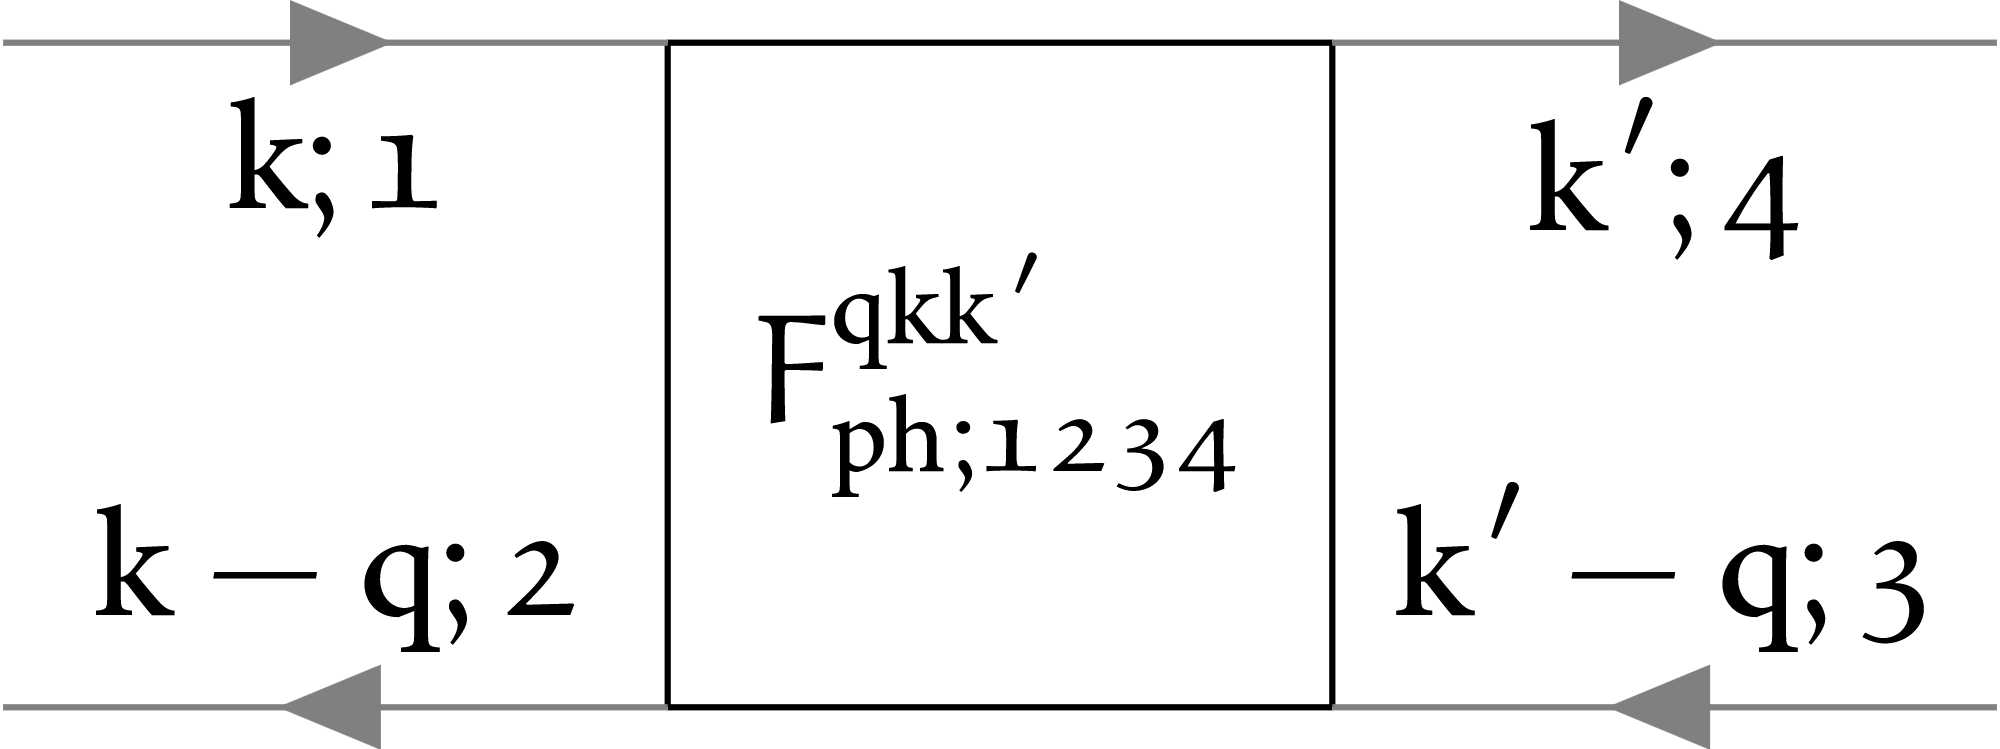 k; 1
k′; 4
F^{qkk′}_{ph;1234}
k − q; 2
k′ − q; 3